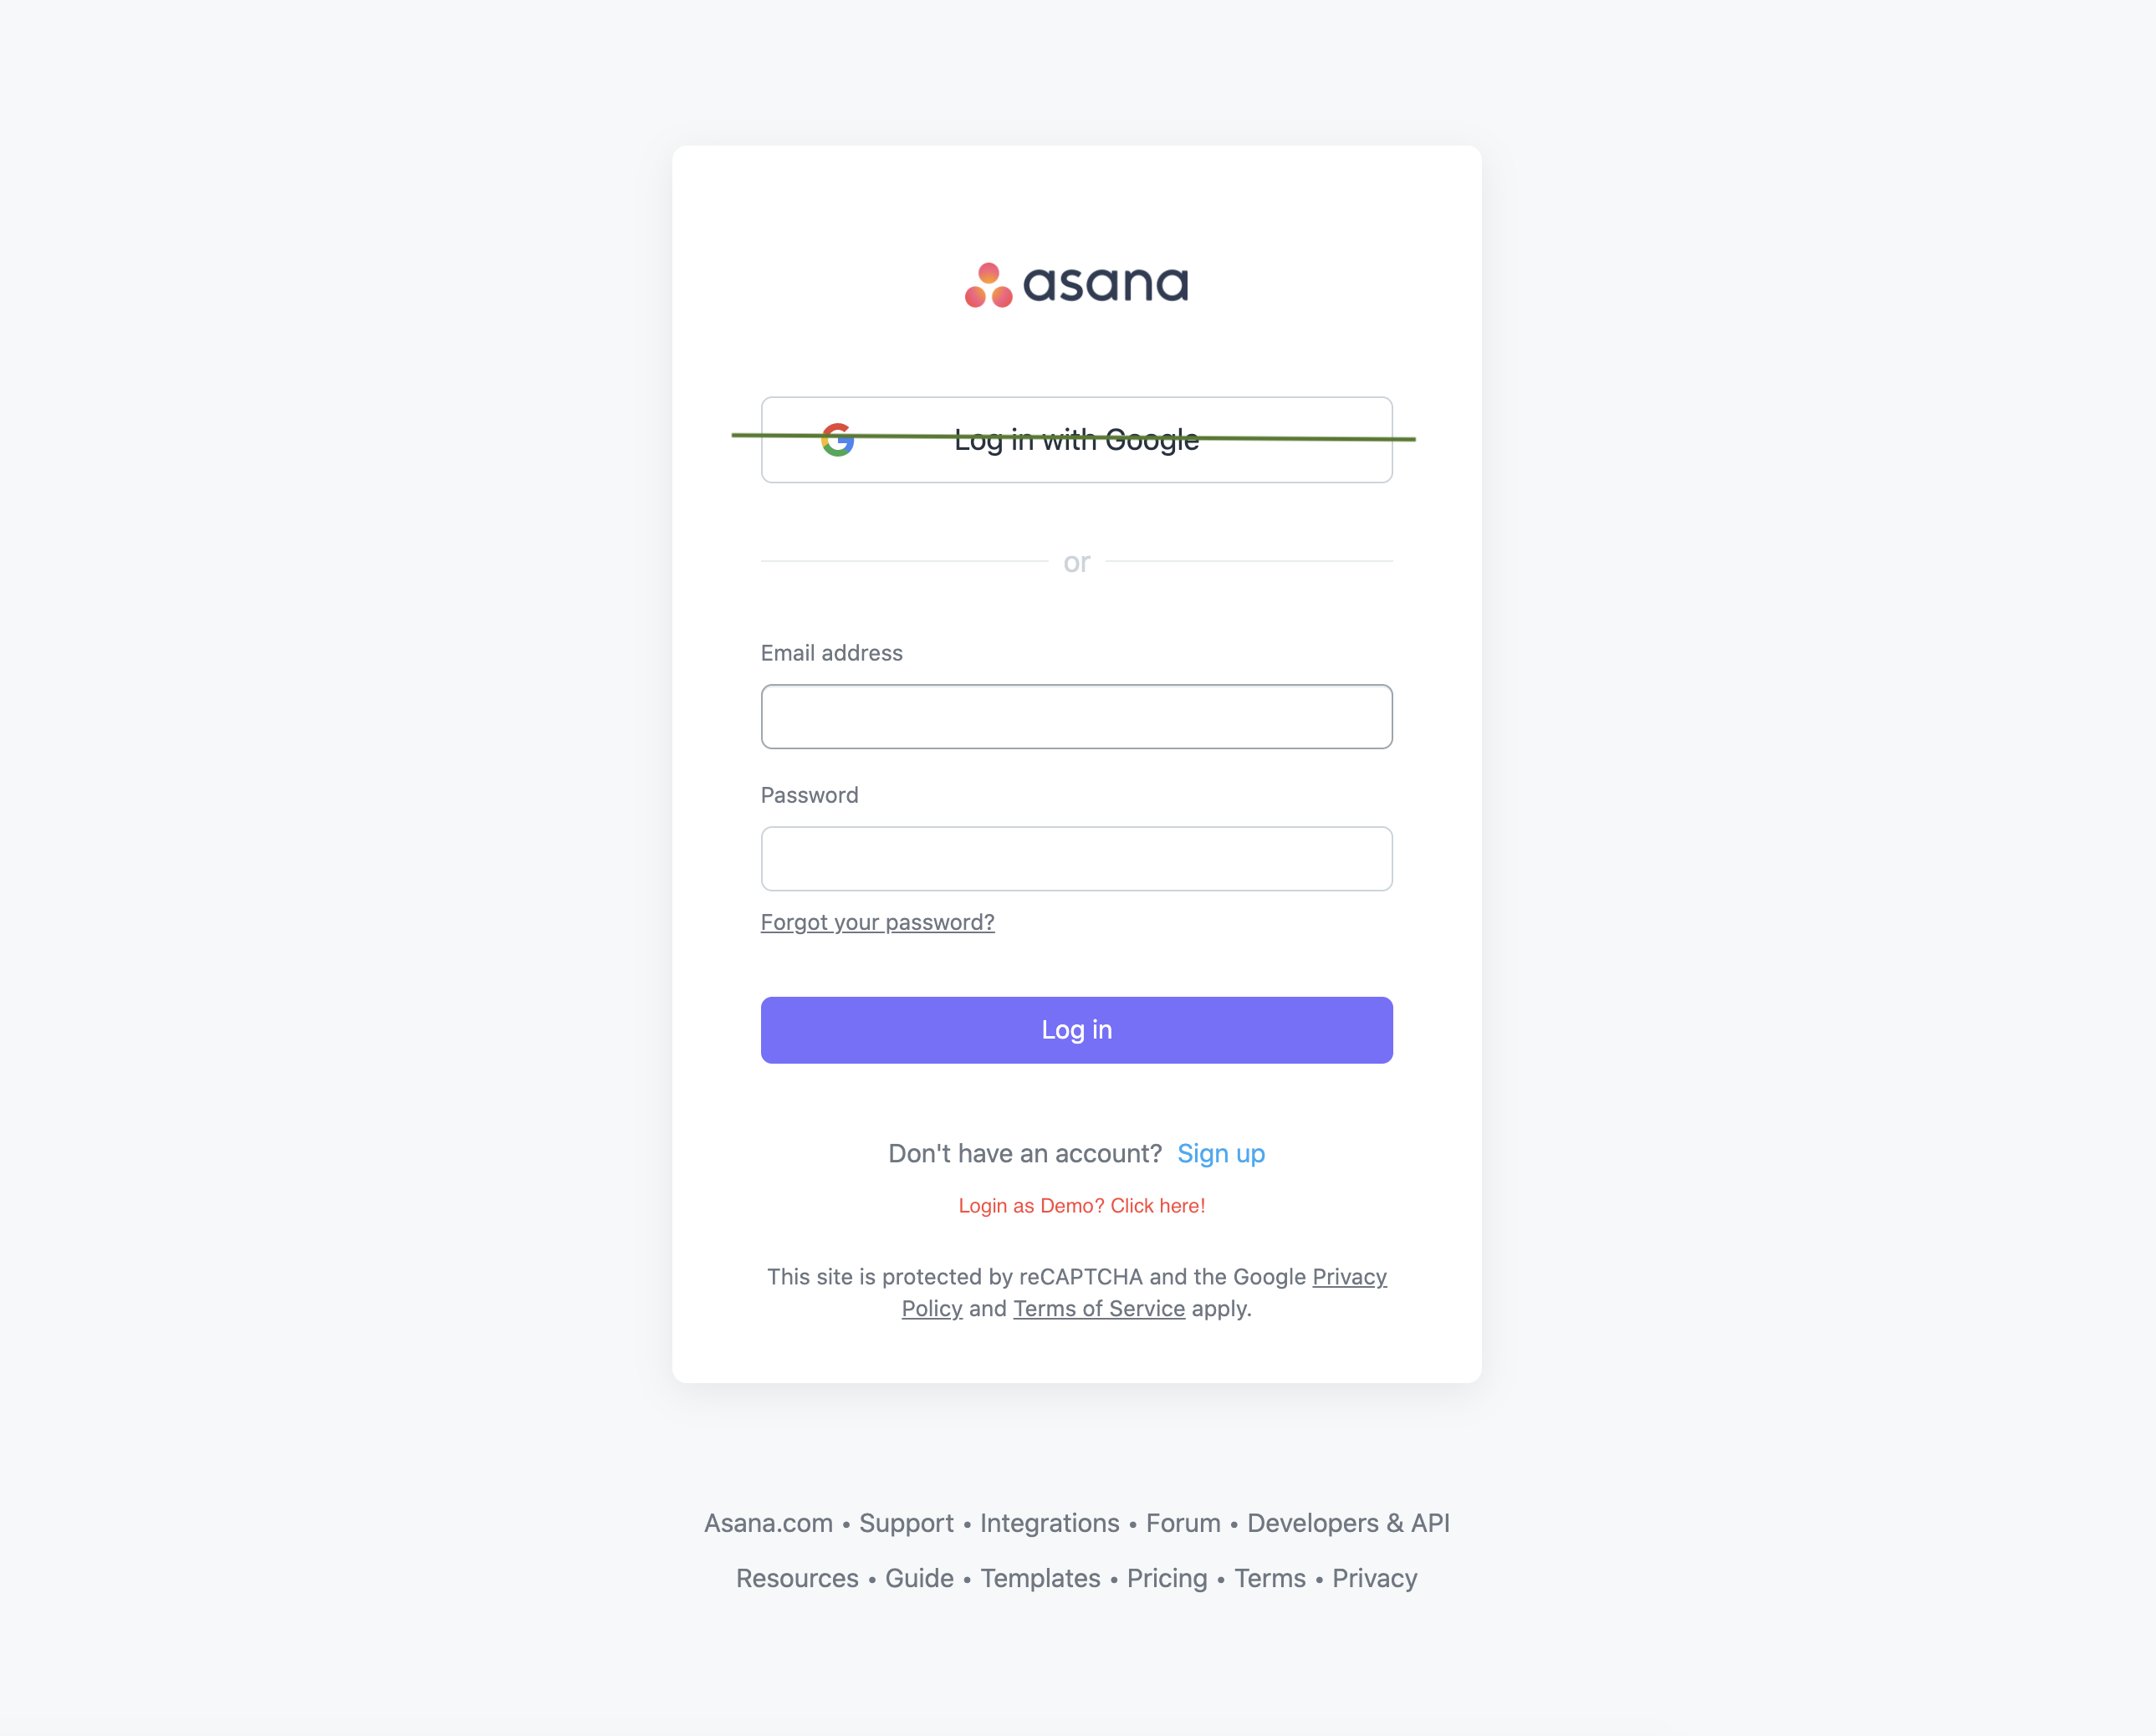 asana
Log in with Google
or
Email address
Password
Forgot your password?
Log in
Don't have an account? Sign up
Login as Demo? Click here!
This site is protected by reCAPTCHA and the Google Privacy
Policy and Terms of Service apply.
Asana.com • Support • Integrations • Forum • Developers & API
Resources • Guide • Templates • Pricing • Terms • Privacy